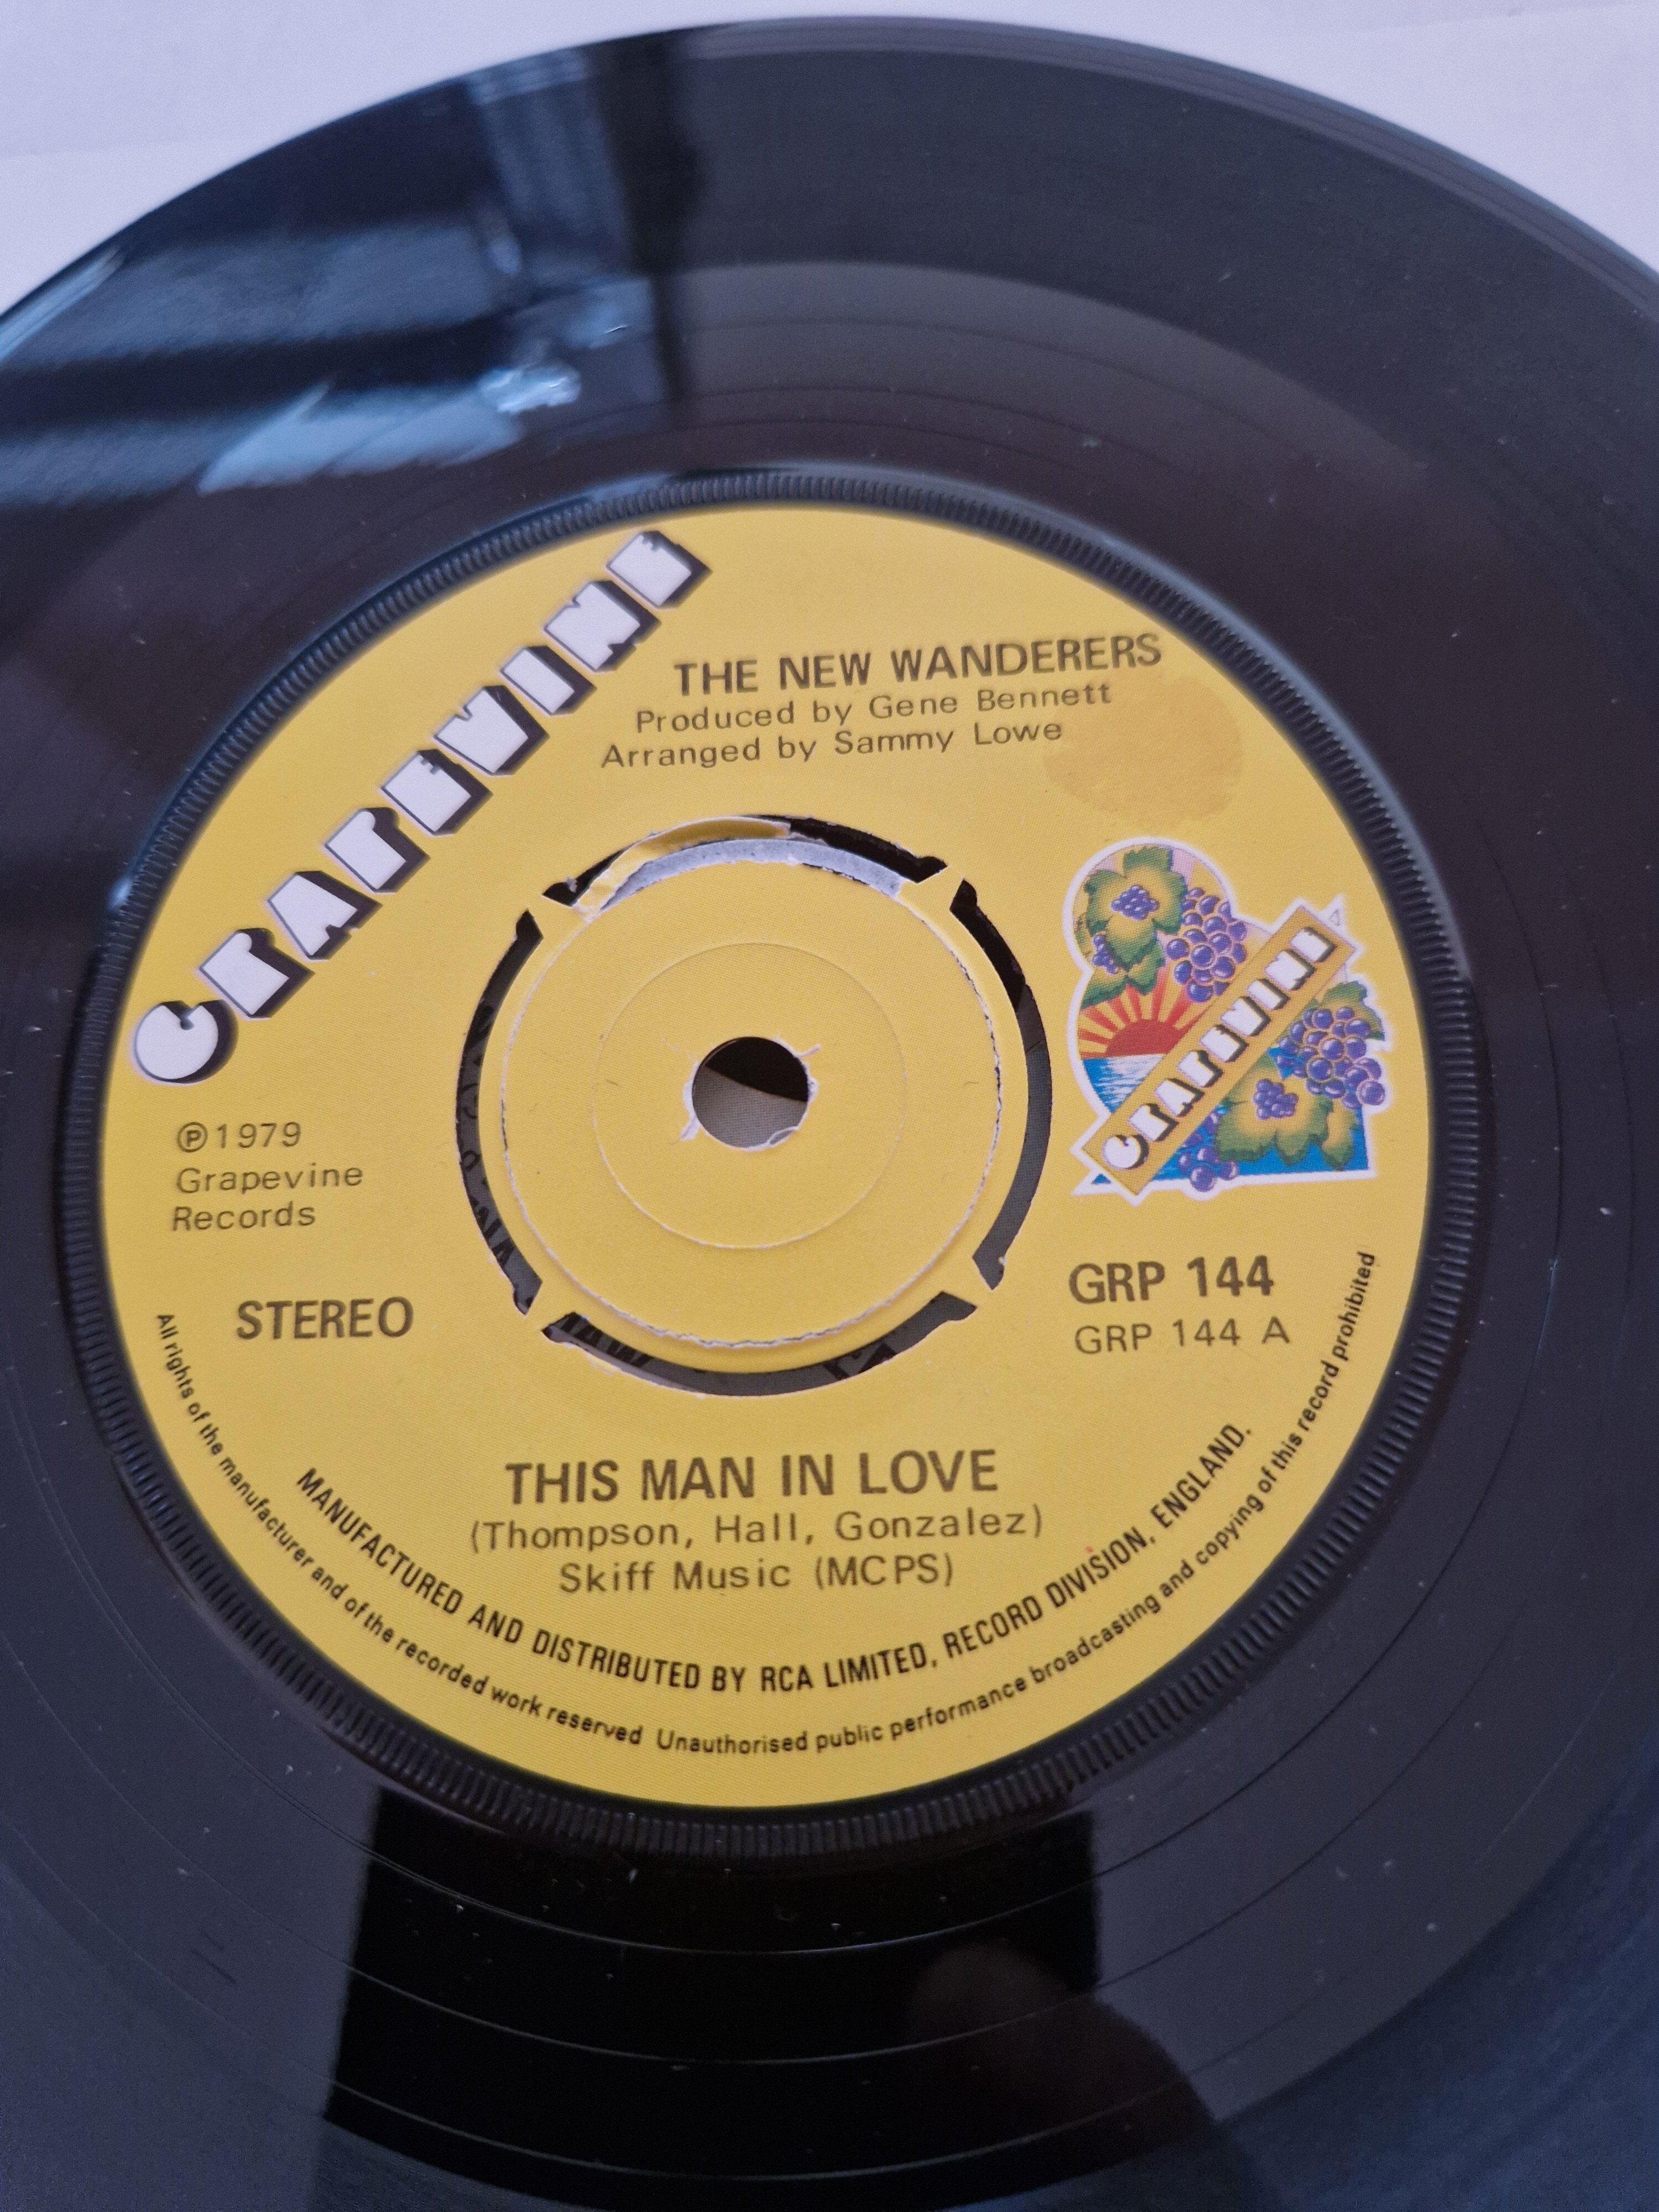 GRAPEVINE
THE NEW WANDERERS
Produced by Gene Bennett
Arranged by Sammy Lowe
GRAPEVINE
℗1979
Grapevine
Records
STEREO
GRP 144
GRP 144 A
THIS MAN IN LOVE
(Thompson, Hall, Gonzalez)
Skiff Music (MCPS)
MANUFACTURED AND DISTRIBUTED BY RCA LIMITED, RECORD DIVISION, ENGLAND.
All rights of the manufacturer and of the recorded work reserved Unauthorised public performance broadcasting and copying of this record prohibited